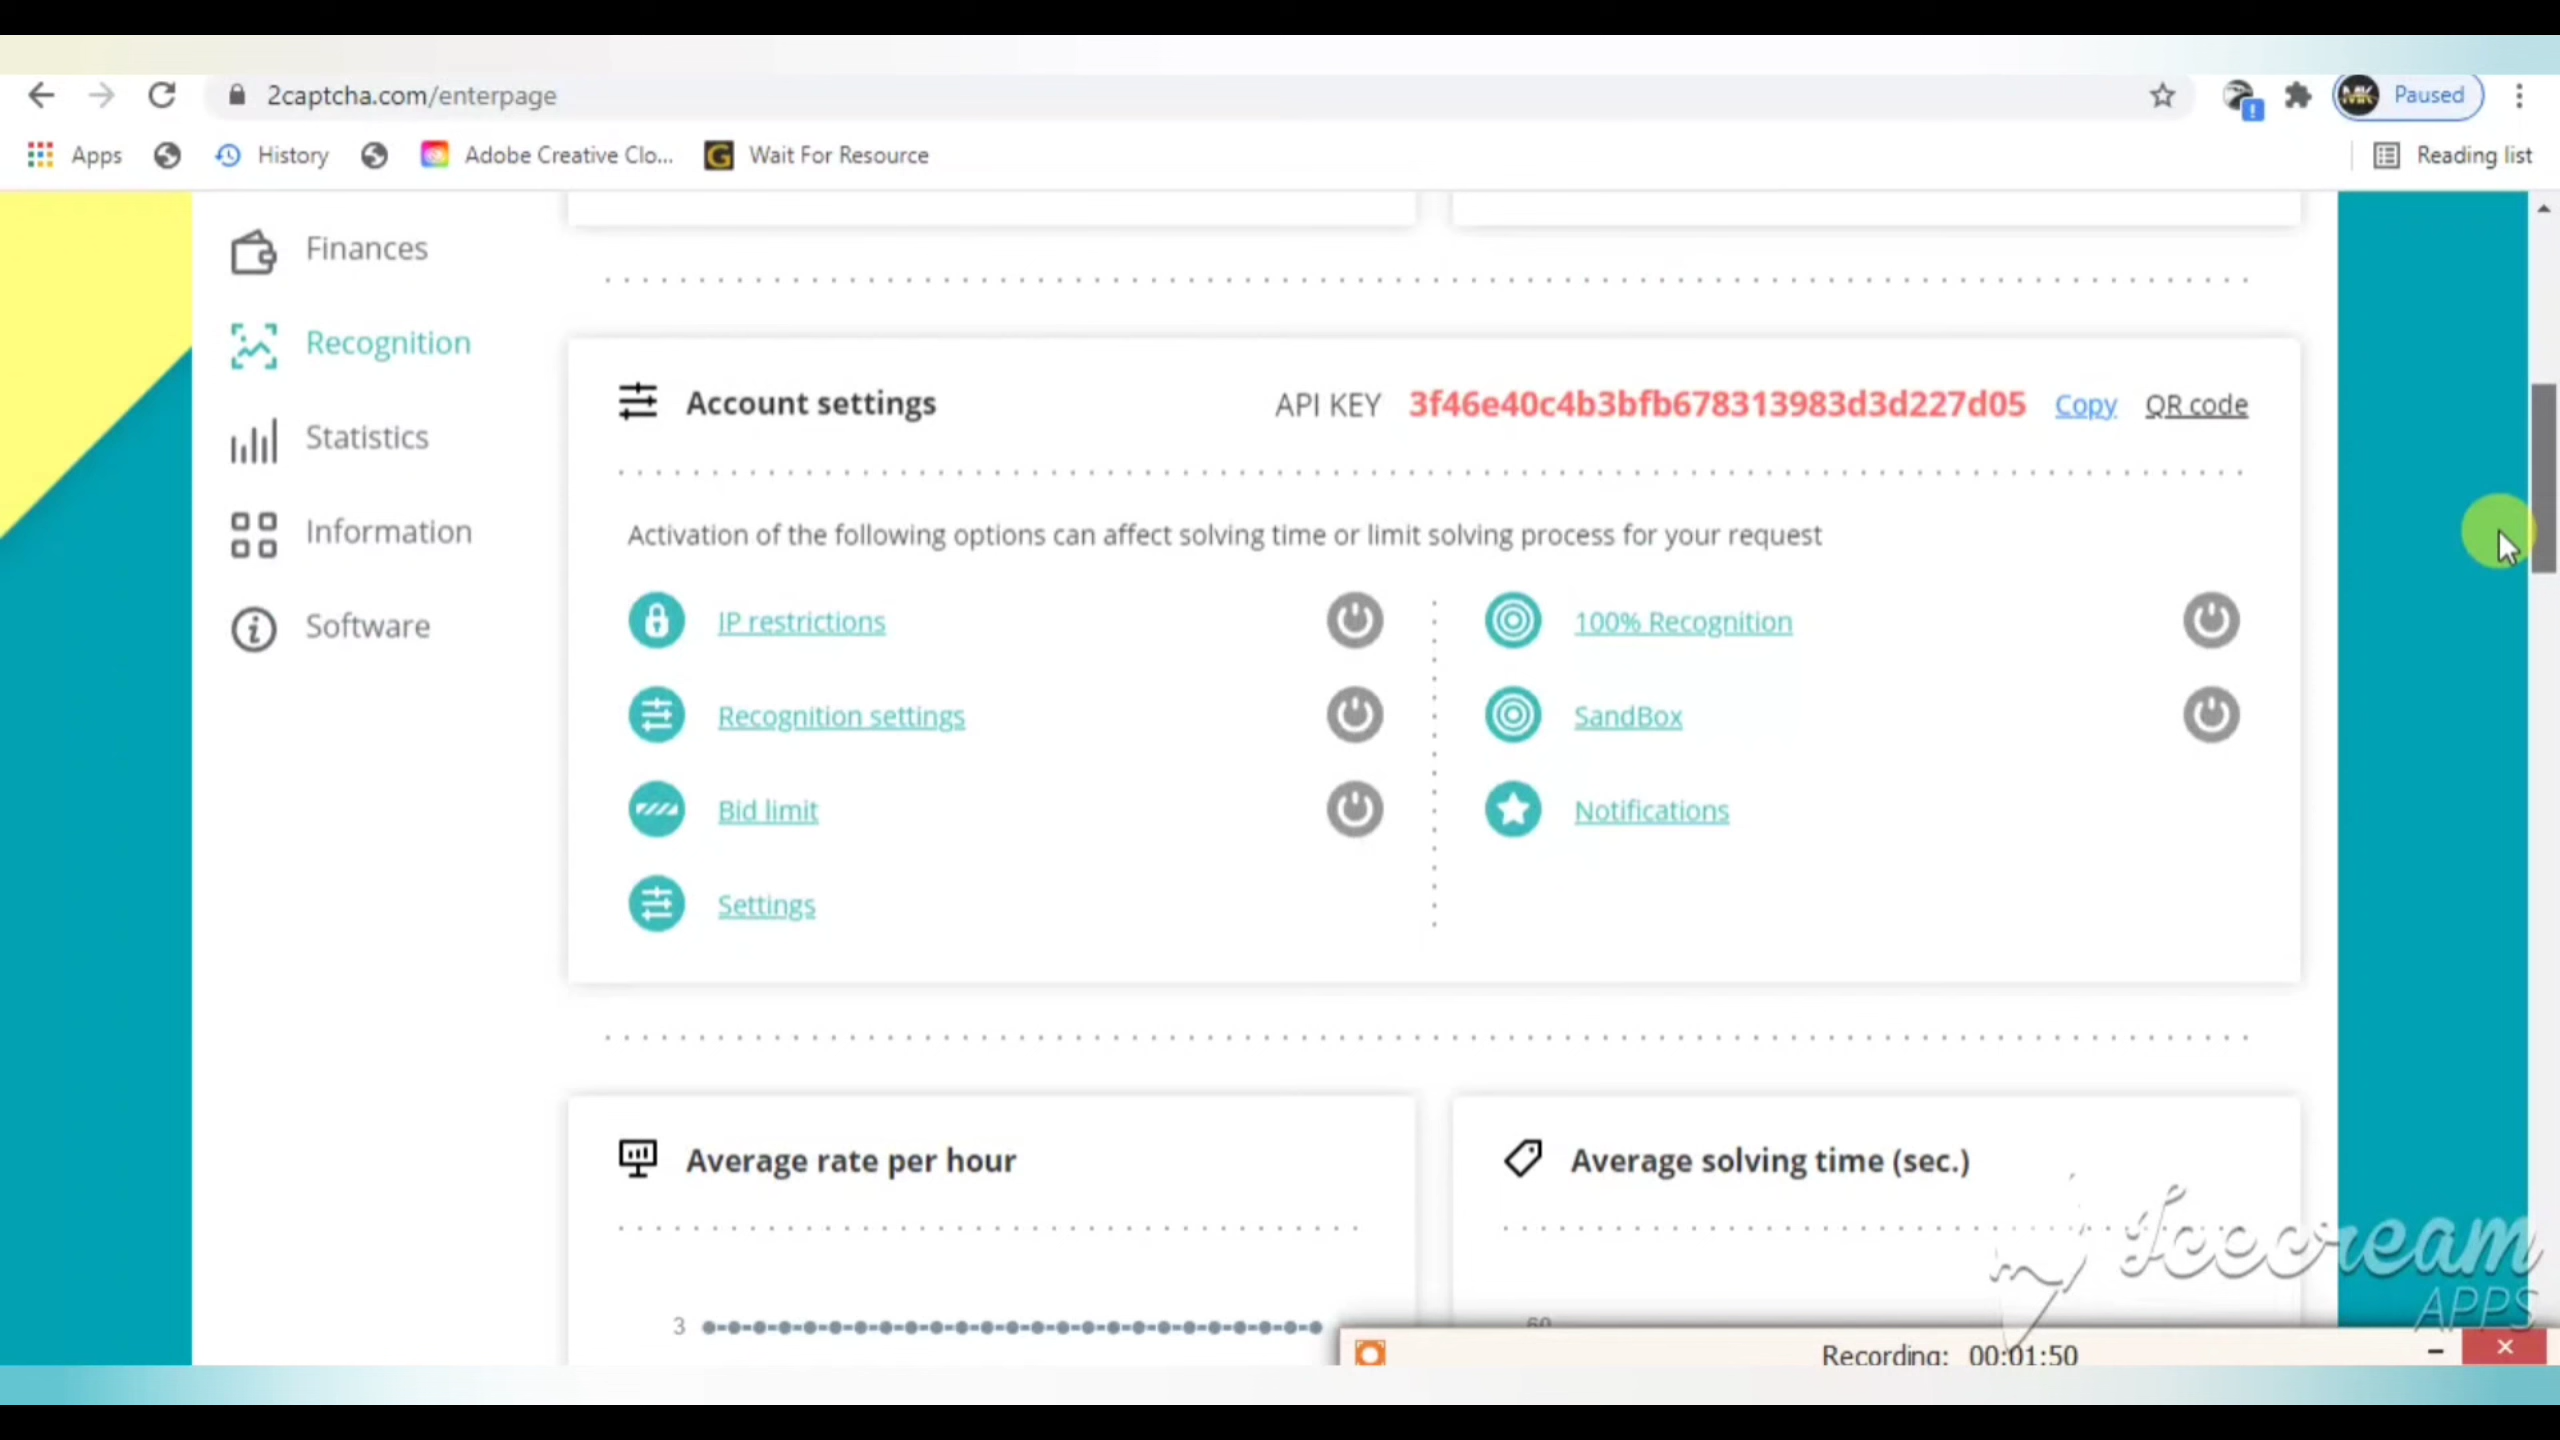 2captcha.com/enterpage
Paused
Apps
History
Adobe Creative Clo...
Wait For Resource
Reading list
Finances
Recognition
Statistics
Information
Software
Account settings
API KEY 3f46e40c4b3bfb678313983d3d227d05 Copy QR code
Activation of the following options can affect solving time or limit solving process for your request
IP restrictions
100% Recognition
Recognition settings
SandBox
Bid limit
Notifications
Settings
Average rate per hour
Average solving time (sec.)
3
60
Icecream
APPS
Recording: 00:01:50